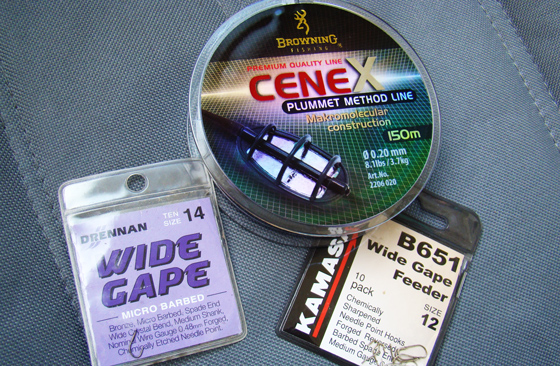 BROWNING
FISHING ®
PREMIUM QUALITY LINE
CENEX
PLUMMET METHOD LINE
Makromolecular
construction
150m
Ø 0.20 mm
8.1lbs / 3.7kg
Art.No.
2206 020
DRENNAN
TEN
SIZE 14
WIDE
GAPE
MICRO BARBED
Bronze, Micro Barbed, Spade End
Wide Crystal Bend, Medium Shank,
Wire Gauge 0.48mm Forged,
Chemically Etched Needle Point.
B651
Wide Gape
Feeder
10
pack
SIZE
12
Chemically
Sharpened
Needle Point Hooks
Forged Reversed
Barbed Spade End
Medium Gauge